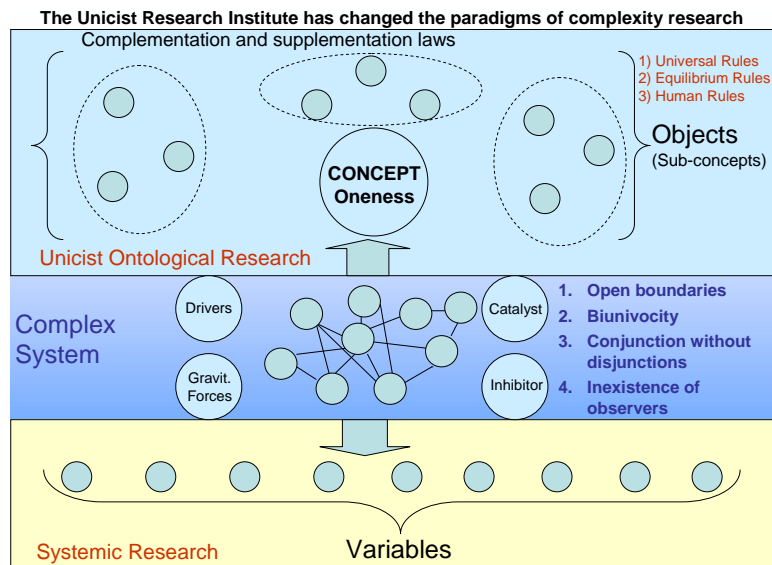 The Unicist Research Institute has changed the paradigms of complexity research
Complementation and supplementation laws
1) Universal Rules
2) Equilibrium Rules
3) Human Rules
Objects
(Sub-concepts)
CONCEPT
Oneness
Unicist Ontological Research
Complex
System
Drivers
Gravit.
Forces
Catalyst
Inhibitor
1. Open boundaries
2. Biunivocity
3. Conjunction without
disjunctions
4. Inexistence of
observers
Systemic Research
Variables